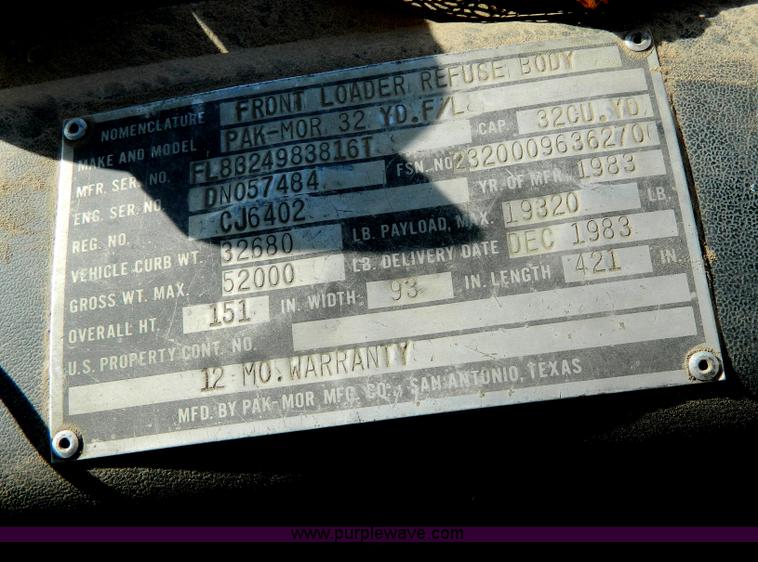 NOMENCLATURE FRONT LOADER REFUSE BODY
MAKE AND MODEL PAK-MOR 32 YD.F/L. CAP. 32CU.YD.
MFR. SER. NO. FL8824983816T FSN. NO. 2320009636270
ENG. SER. NO. DN057484 YR. OF MFR. 1983
REG. NO. CJ6402
VEHICLE CURB WT. 32680 LB. PAYLOAD, MAX. 19320 LB.
GROSS WT. MAX. 52000 LB. DELIVERY DATE DEC 1983
OVERALL HT. 151 IN. WIDTH 93 IN. LENGTH 421 IN.
U.S. PROPERTY CONT. NO.
12 MO. WARRANTY
MFD. BY PAK-MOR MFG. CO., SAN ANTONIO, TEXAS
www.purplewave.com